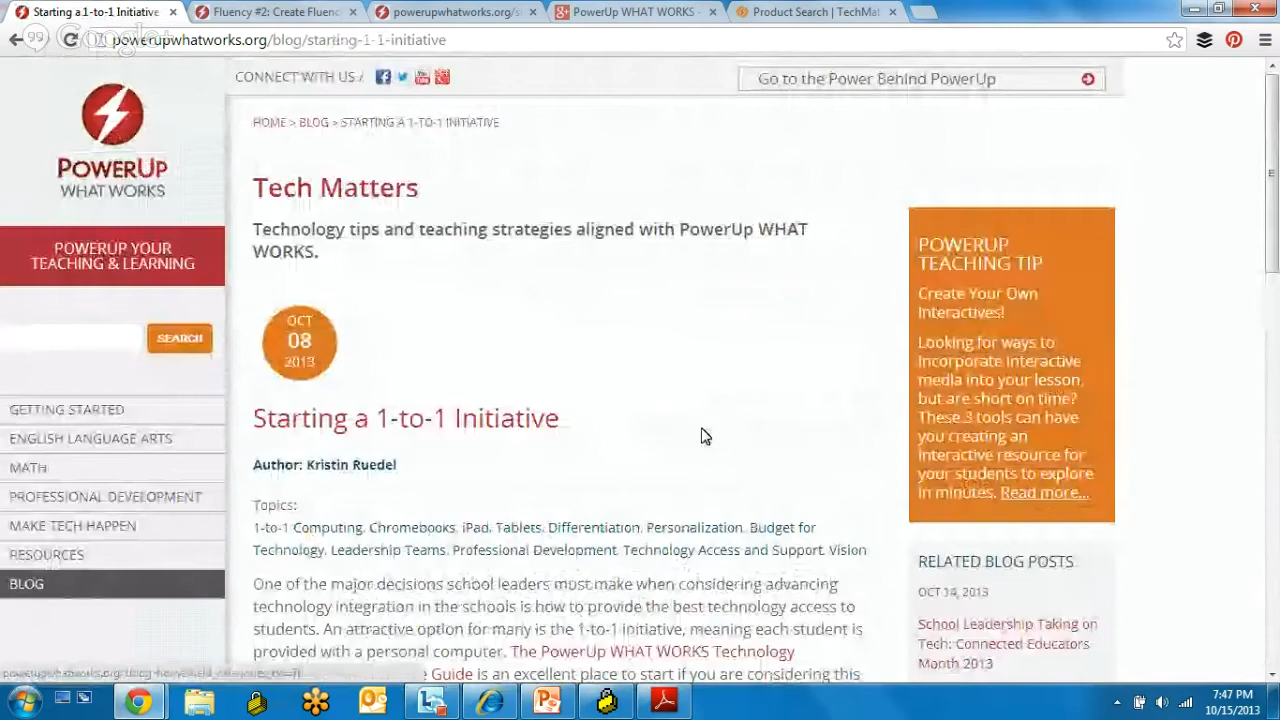 Starting a 1-to-1 Initiative
Fluency #2: Create Fluen
powerupwhatworks.org/s
PowerUp WHAT WORKS -
Product Search | TechMat
powerupwhatworks.org/blog/starting-1-1-initiative
CONNECT WITH US /
Go to the Power Behind PowerUp
HOME > BLOG > STARTING A 1-TO-1 INITIATIVE
POWERUP
WHAT WORKS
POWERUP YOUR
TEACHING & LEARNING
SEARCH
GETTING STARTED
ENGLISH LANGUAGE ARTS
MATH
PROFESSIONAL DEVELOPMENT
MAKE TECH HAPPEN
RESOURCES
BLOG
Tech Matters
Technology tips and teaching strategies aligned with PowerUp WHAT
WORKS.
OCT
08
2013
Starting a 1-to-1 Initiative
Author: Kristin Ruedel
Topics:
1-to-1 Computing, Chromebooks, iPad, Tablets, Differentiation, Personalization, Budget for
Technology, Leadership Teams, Professional Development, Technology Access and Support, Vision
One of the major decisions school leaders must make when considering advancing
technology integration in the schools is how to provide the best technology access to
students. An attractive option for many is the 1-to-1 initiative, meaning each student is
provided with a personal computer. The PowerUp WHAT WORKS Technology
Guide is an excellent place to start if you are considering this
POWERUP
TEACHING TIP
Create Your Own
Interactives!
Looking for ways to
incorporate interactive
media into your lesson,
but are short on time?
These 3 tools can have
you creating an
interactive resource for
your students to explore
in minutes. Read more...
RELATED BLOG POSTS
OCT 14, 2013
School Leadership Taking on
Tech: Connected Educators
Month 2013
7:47 PM
10/15/2013